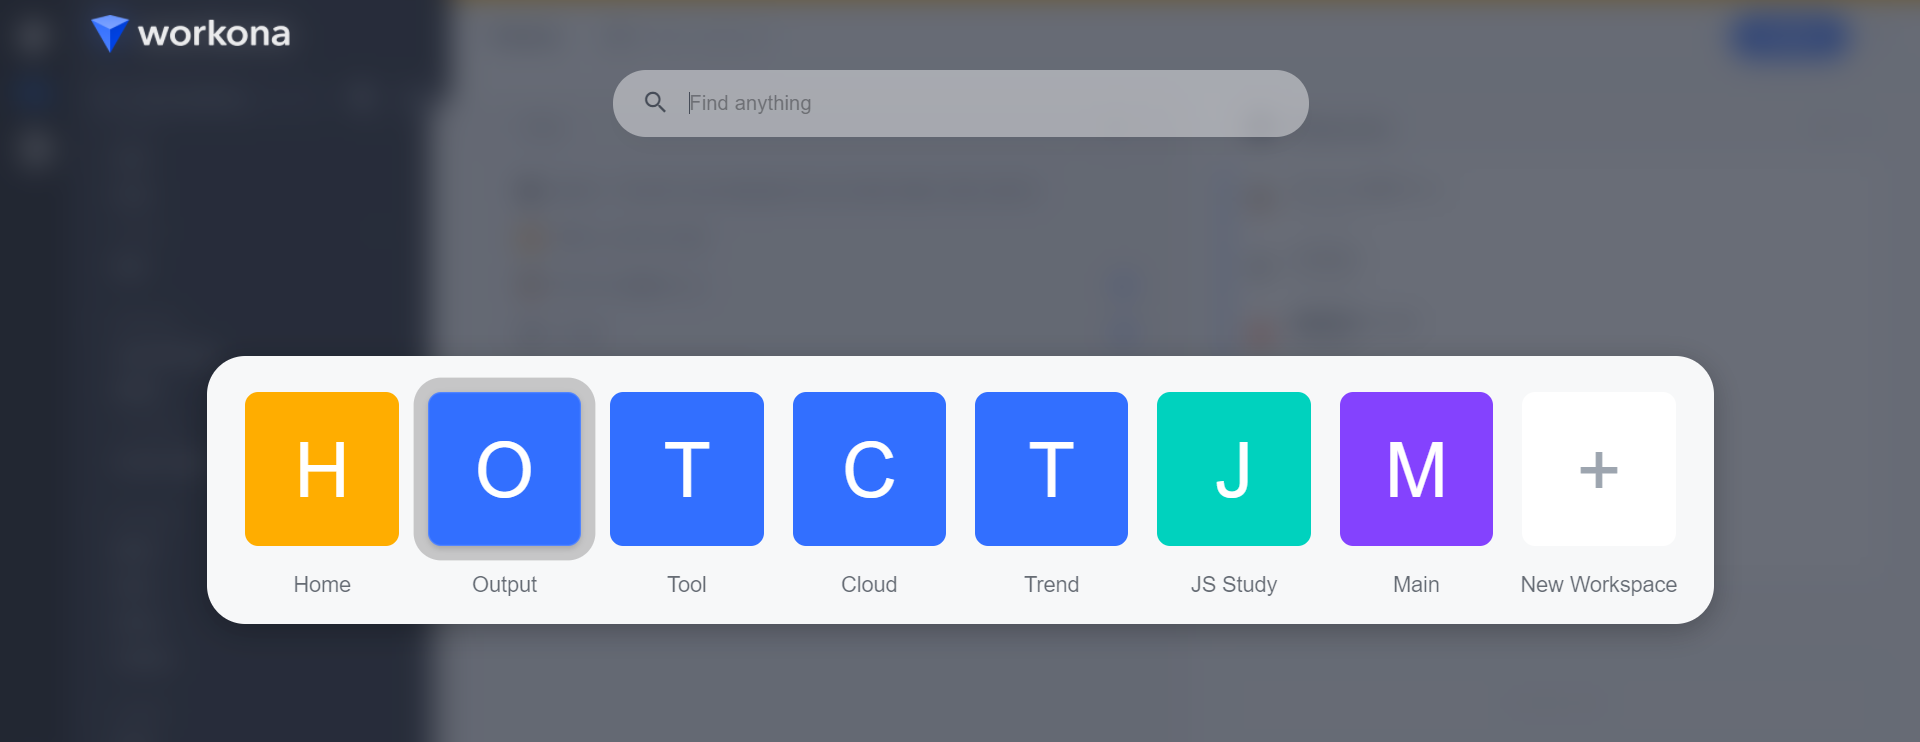 workona
Find anything
H
O
T
C
T
J
M
+
Home
Output
Tool
Cloud
Trend
JS Study
Main
New Workspace